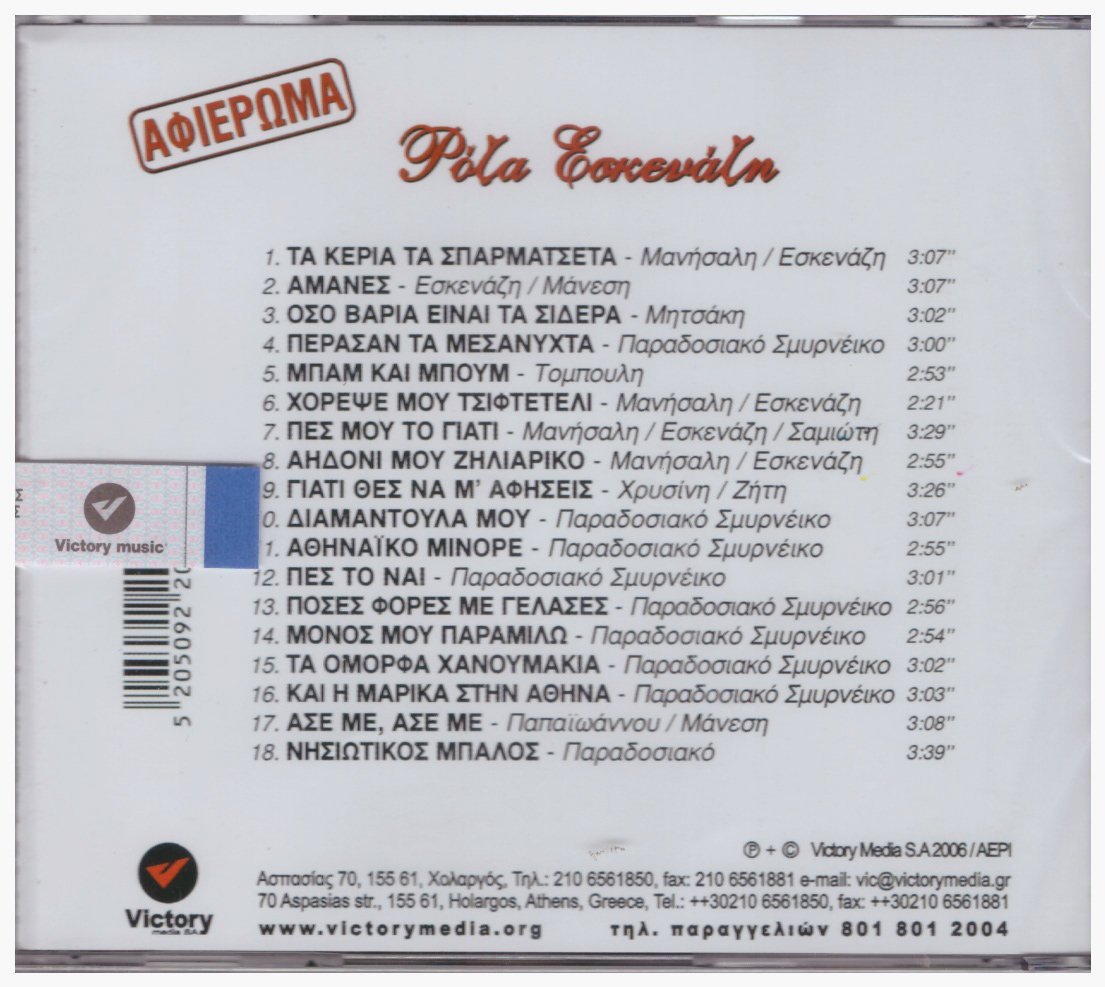 ΑΦΙΕΡΩΜΑ
Ρόζα Εσκενάζη
1. ΤΑ ΚΕΡΙΑ ΤΑ ΣΠΑΡΜΑΤΣΕΤΑ - Μανήσαλη / Εσκενάζη 3:07"
2. ΑΜΑΝΕΣ - Εσκενάζη / Μάνεση 3:07"
3. ΟΣΟ ΒΑΡΙΑ ΕΙΝΑΙ ΤΑ ΣΙΔΕΡΑ - Μητσάκη 3:02"
4. ΠΕΡΑΣΑΝ ΤΑ ΜΕΣΑΝΥΧΤΑ - Παραδοσιακό Σμυρνέικο 3:00"
5. ΜΠΑΜ ΚΑΙ ΜΠΟΥΜ - Τομπουλη 2:53"
6. ΧΟΡΕΨΕ ΜΟΥ ΤΣΙΦΤΕΤΕΛΙ - Μανήσαλη / Εσκενάζη 2:21"
7. ΠΕΣ ΜΟΥ ΤΟ ΓΙΑΤΙ - Μανήσαλη / Εσκενάζη / Σαμιώτη 3:29"
8. ΑΗΔΟΝΙ ΜΟΥ ΖΗΛΙΑΡΙΚΟ - Μανήσαλη / Εσκενάζη 2:55"
9. ΓΙΑΤΙ ΘΕΣ ΝΑ Μ' ΑΦΗΣΕΙΣ - Χρυσίνη / Ζήτη 3:26"
0. ΔΙΑΜΑΝΤΟΥΛΑ ΜΟΥ - Παραδοσιακό Σμυρνέικο 3:07"
1. ΑΘΗΝΑΪΚΟ ΜΙΝΟΡΕ - Παραδοσιακό Σμυρνέικο 2:55"
12. ΠΕΣ ΤΟ ΝΑΙ - Παραδοσιακό Σμυρνέικο 3:01"
13. ΠΟΣΕΣ ΦΟΡΕΣ ΜΕ ΓΕΛΑΣΕΣ - Παραδοσιακό Σμυρνέικο 2:56"
14. ΜΟΝΟΣ ΜΟΥ ΠΑΡΑΜΙΛΩ - Παραδοσιακό Σμυρνέικο 2:54"
15. ΤΑ ΟΜΟΡΦΑ ΧΑΝΟΥΜΑΚΙΑ - Παραδοσιακό Σμυρνέικο 3:02"
16. ΚΑΙ Η ΜΑΡΙΚΑ ΣΤΗΝ ΑΘΗΝΑ - Παραδοσιακό Σμυρνέικο 3:03"
17. ΑΣΕ ΜΕ, ΑΣΕ ΜΕ - Παπαϊωάννου / Μάνεση 3:08"
18. ΝΗΣΙΩΤΙΚΟΣ ΜΠΑΛΟΣ - Παραδοσιακό 3:39"
Victory music
5 205092 20
℗ + © Victory Media S.A 2006 / AEPI
Ασπασίας 70, 155 61, Χολαργός, Τηλ.: 210 6561850, fax: 210 6561881 e-mail: vic@victorymedia.gr
70 Aspasias str., 155 61, Holargos, Athens, Greece, Tel.: ++30210 6561850, fax: ++30210 6561881
www.victorymedia.org τηλ. παραγγελιών 801 801 2004
Victory
media SA